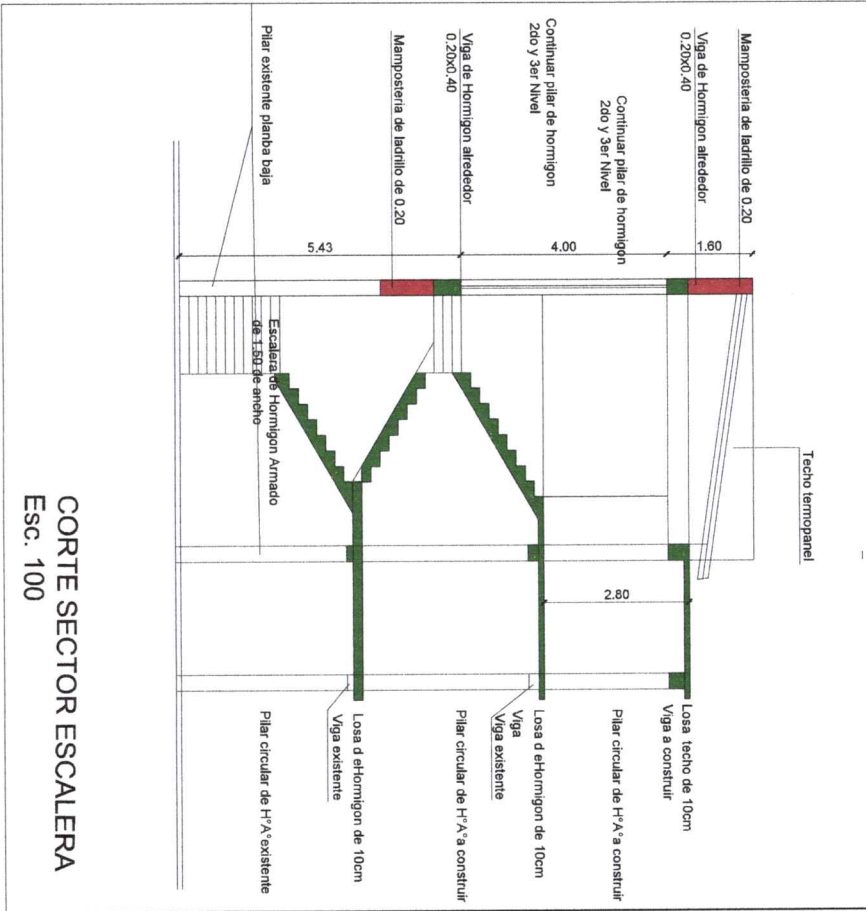 Mamposteria de ladrillo de 0.20
Viga de Hormigon alrededor
0.20x0.40
Continuar pilar de hormigon
2do y 3er Nivel
Continuar pilar de hormigon
2do y 3er Nivel
Viga de Hormigon alrededor
0.20x0.40
Mamposteria de ladrillo de 0.20
Pilar existente planba baja
1.60
4.00
5.43
Techo termopanel
2.80
Escalera de Hormigon Armado
de 1.50 de ancho
Losa techo de 10cm
Viga a construir
Pilar circular de H°A°a construir
Losa d eHormigon de 10cm
Viga
Viga existente
Pilar circular de H°A°a construir
Losa d eHormigon de 10cm
Viga existente
Pilar circular de H°A°existente
CORTE SECTOR ESCALERA
Esc. 100